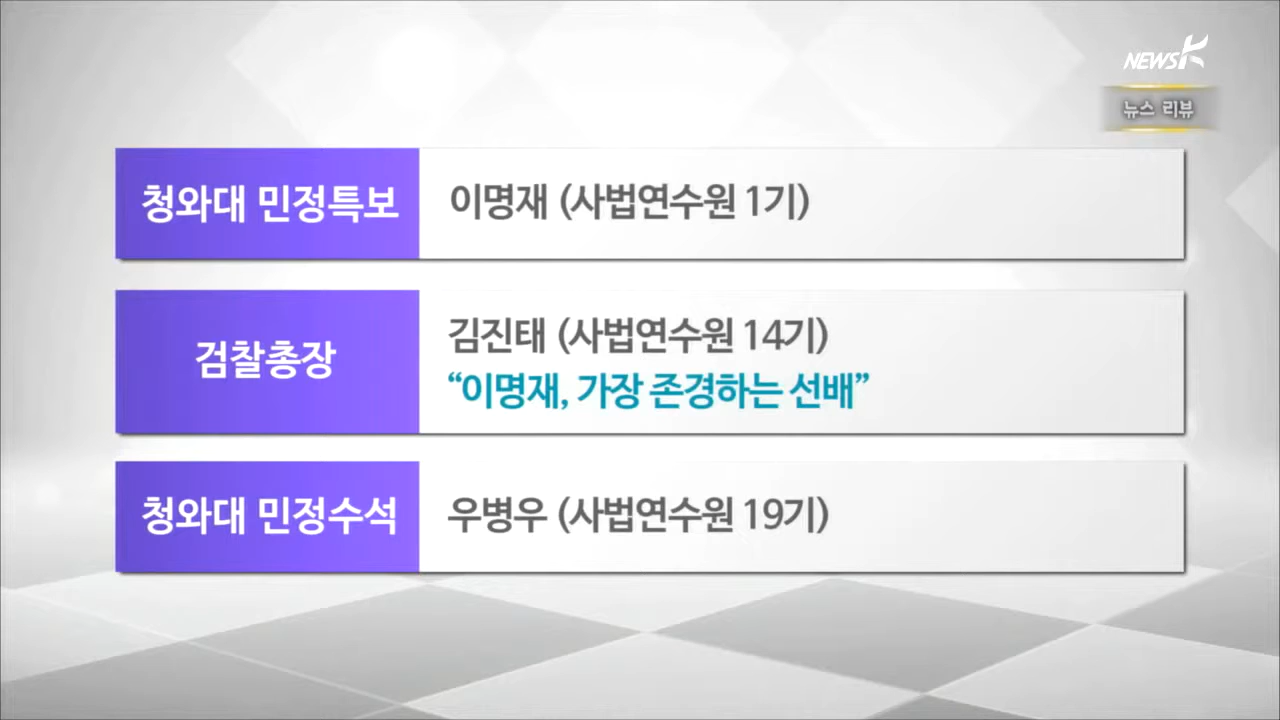 NEWSK
뉴스 리뷰
청와대 민정특보
이명재 (사법연수원 1기)
검찰총장
김진태 (사법연수원 14기)
“이명재, 가장 존경하는 선배”
청와대 민정수석
우병우 (사법연수원 19기)